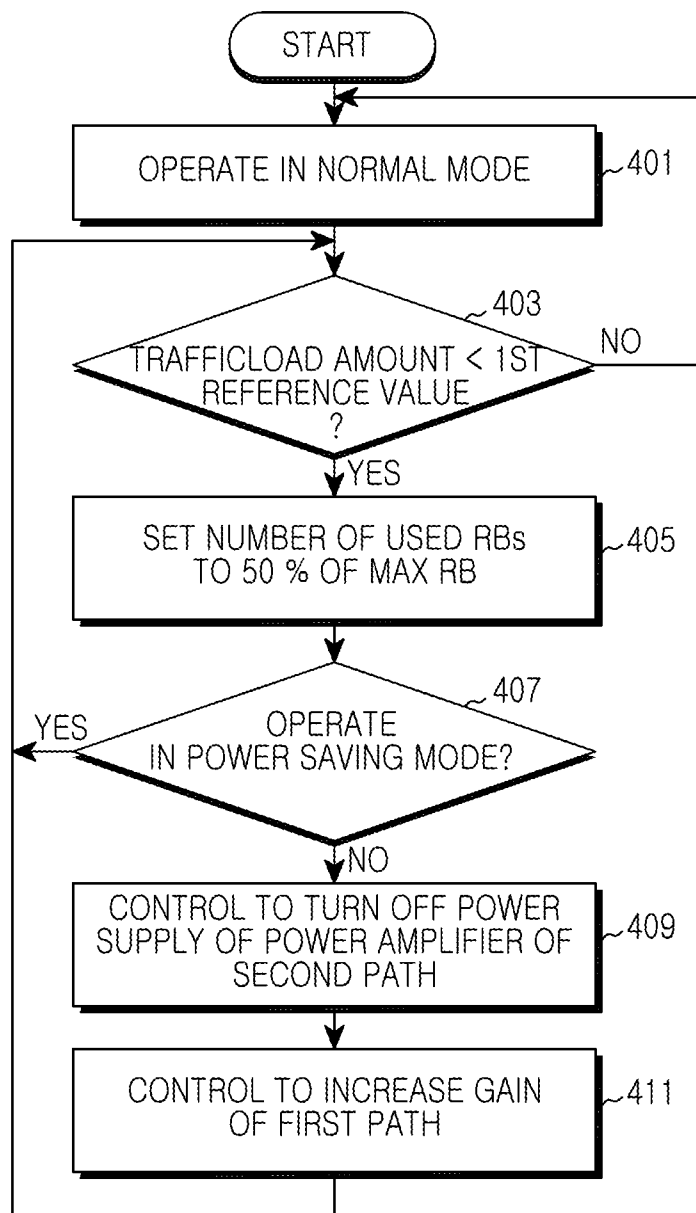 START
OPERATE IN NORMAL MODE
401
403
TRAFFICLOAD AMOUNT < 1ST
REFERENCE VALUE
?
NO
YES
SET NUMBER OF USED RBs
TO 50 % OF MAX RB
405
407
OPERATE
IN POWER SAVING MODE?
YES
NO
CONTROL TO TURN OFF POWER
SUPPLY OF POWER AMPLIFIER OF
SECOND PATH
409
CONTROL TO INCREASE GAIN
OF FIRST PATH
411